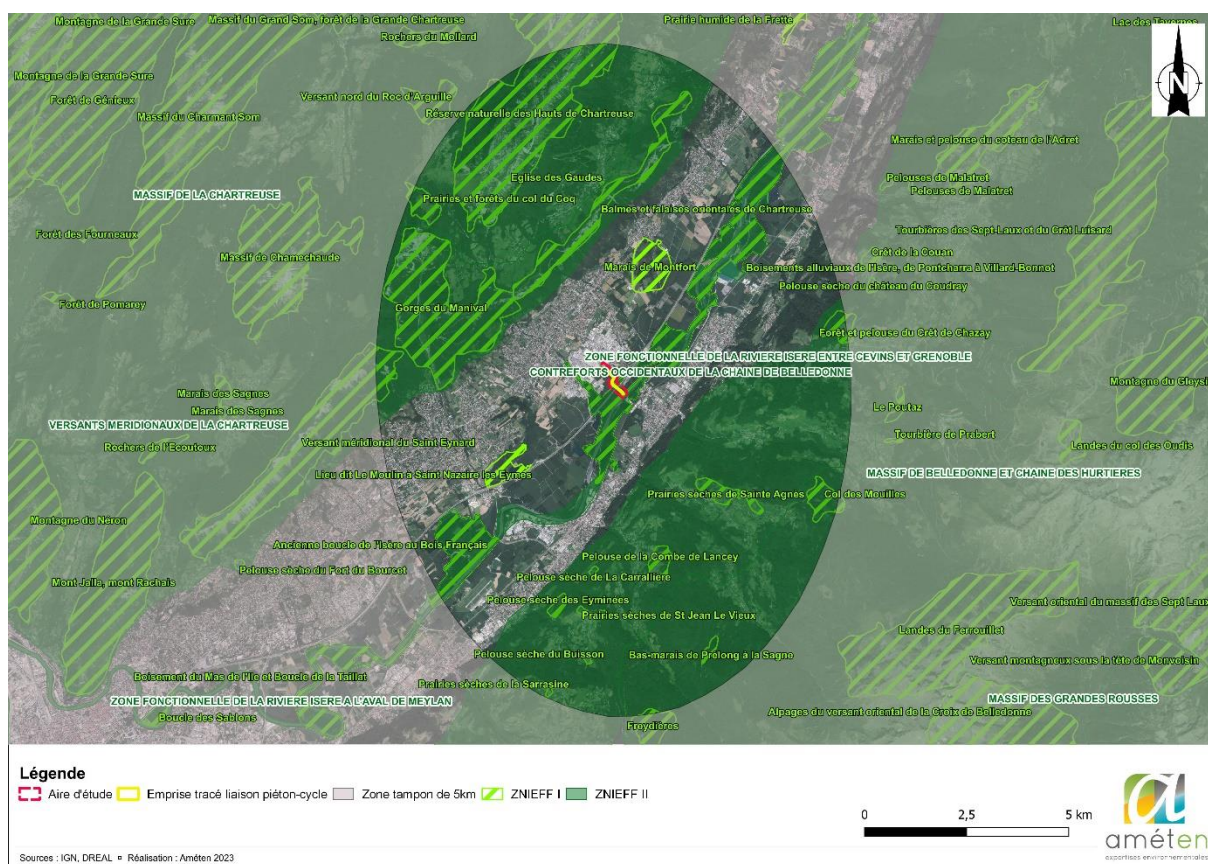 Montagne de la Grande Sure
Massif du Grand Som, forêt de la Grande Chartreuse
Rochers du Mollard
Prairie humide de la Frette
Lac des Tavernes
N
Montagne de la Grande Sure
Forêt de Génieux
Massif du Charmant Som
Versant nord du Roc d'Arguille
Réserve naturelle des Hauts de Chartreuse
Marais et pelouse du coteau de l'Adret
Eglise des Gaudes
Pelouses de Malatret
Pelouses de Malatret
MASSIF DE LA CHARTREUSE
Prairies et forêts du col du Coq
Balmes et falaises orientales de Chartreuse
Forêt des Fourneaux
Tourbières des Sept-Laux et du Crêt Luisard
Massif de Chamechaude
Crêt de la Couan
Marais de Montfort
Boisements alluviaux de l'Isère, de Pontcharra à Villard-Bonnot
Pelouse sèche du château du Coudray
Forêt de Pomarey
Gorges du Manival
Forêt et pelouse du Crêt de Chazay
ZONE FONCTIONNELLE DE LA RIVIERE ISERE ENTRE CEVINS ET GRENOBLE
CONTREFORTS OCCIDENTAUX DE LA CHAINE DE BELLEDONNE
Montagne du Gleysi
Marais des Sagnes
Marais des Sagnes
Le Poutaz
VERSANTS MERIDIONAUX DE LA CHARTREUSE
Tourbière de Prabert
Rochers de l'Ecoutoux
Versant méridional du Saint Eynard
Landes du col des Oudis
Lieu dit Le Moulin à Saint Nazaire les Eymes
MASSIF DE BELLEDONNE ET CHAINE DES HURTIERES
Prairies sèches de Sainte Agnes
Col des Mouilles
Montagne du Néron
Ancienne boucle de l'Isère au Bois Français
Pelouse de la Combe de Lancey
Pelouse sèche du Fort du Bourcet
Pelouse sèche de La Carralière
Mont Jalla, mont Rachais
Pelouse sèche des Eyminées
Versant oriental du massif des Sept Laux
Prairies sèches de St Jean Le Vieux
Landes du Ferrouillet
Pelouse sèche du Buisson
Bas-marais de Prélong à la Sagne
Versant montagneux sous la tête de Monvoisin
Boisement du Mas de l'Ile et Boucle de la Taillat
Prairies sèches de la Sarrasine
ZONE FONCTIONNELLE DE LA RIVIERE ISERE A L'AVAL DE MEYLAN
MASSIF DES GRANDES ROUSSES
Boucle des Sablons
Freydières
Alpages du versant oriental de la Croix de Belledonne
Légende
Aire d'étude
Emprise tracé liaison piéton-cycle
Zone tampon de 5km
ZNIEFF I
ZNIEFF II
0 2,5 5 km
améten
expertises environnementales
Sources : IGN, DREAL ¤ Réalisation : Améten 2023